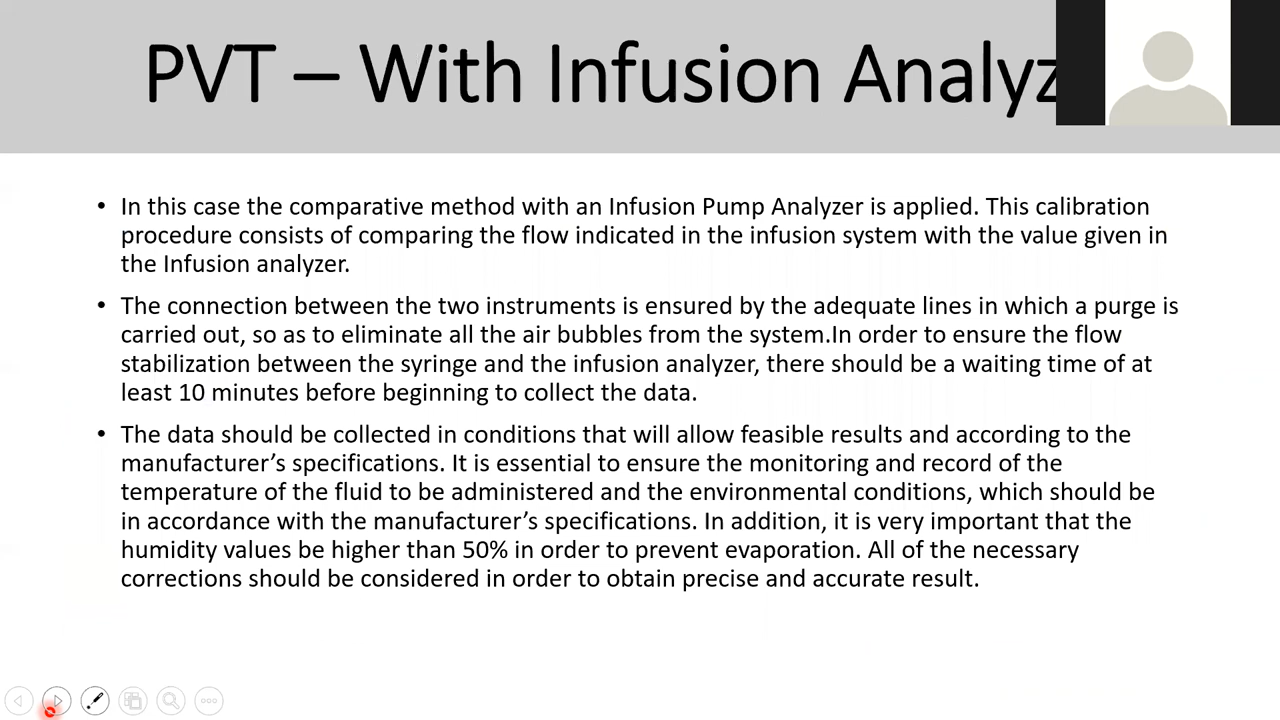 PVT – With Infusion Analyz
• In this case the comparative method with an Infusion Pump Analyzer is applied. This calibration
procedure consists of comparing the flow indicated in the infusion system with the value given in
the Infusion analyzer.
• The connection between the two instruments is ensured by the adequate lines in which a purge is
carried out, so as to eliminate all the air bubbles from the system.In order to ensure the flow
stabilization between the syringe and the infusion analyzer, there should be a waiting time of at
least 10 minutes before beginning to collect the data.
• The data should be collected in conditions that will allow feasible results and according to the
manufacturer’s specifications. It is essential to ensure the monitoring and record of the
temperature of the fluid to be administered and the environmental conditions, which should be
in accordance with the manufacturer’s specifications. In addition, it is very important that the
humidity values be higher than 50% in order to prevent evaporation. All of the necessary
corrections should be considered in order to obtain precise and accurate result.